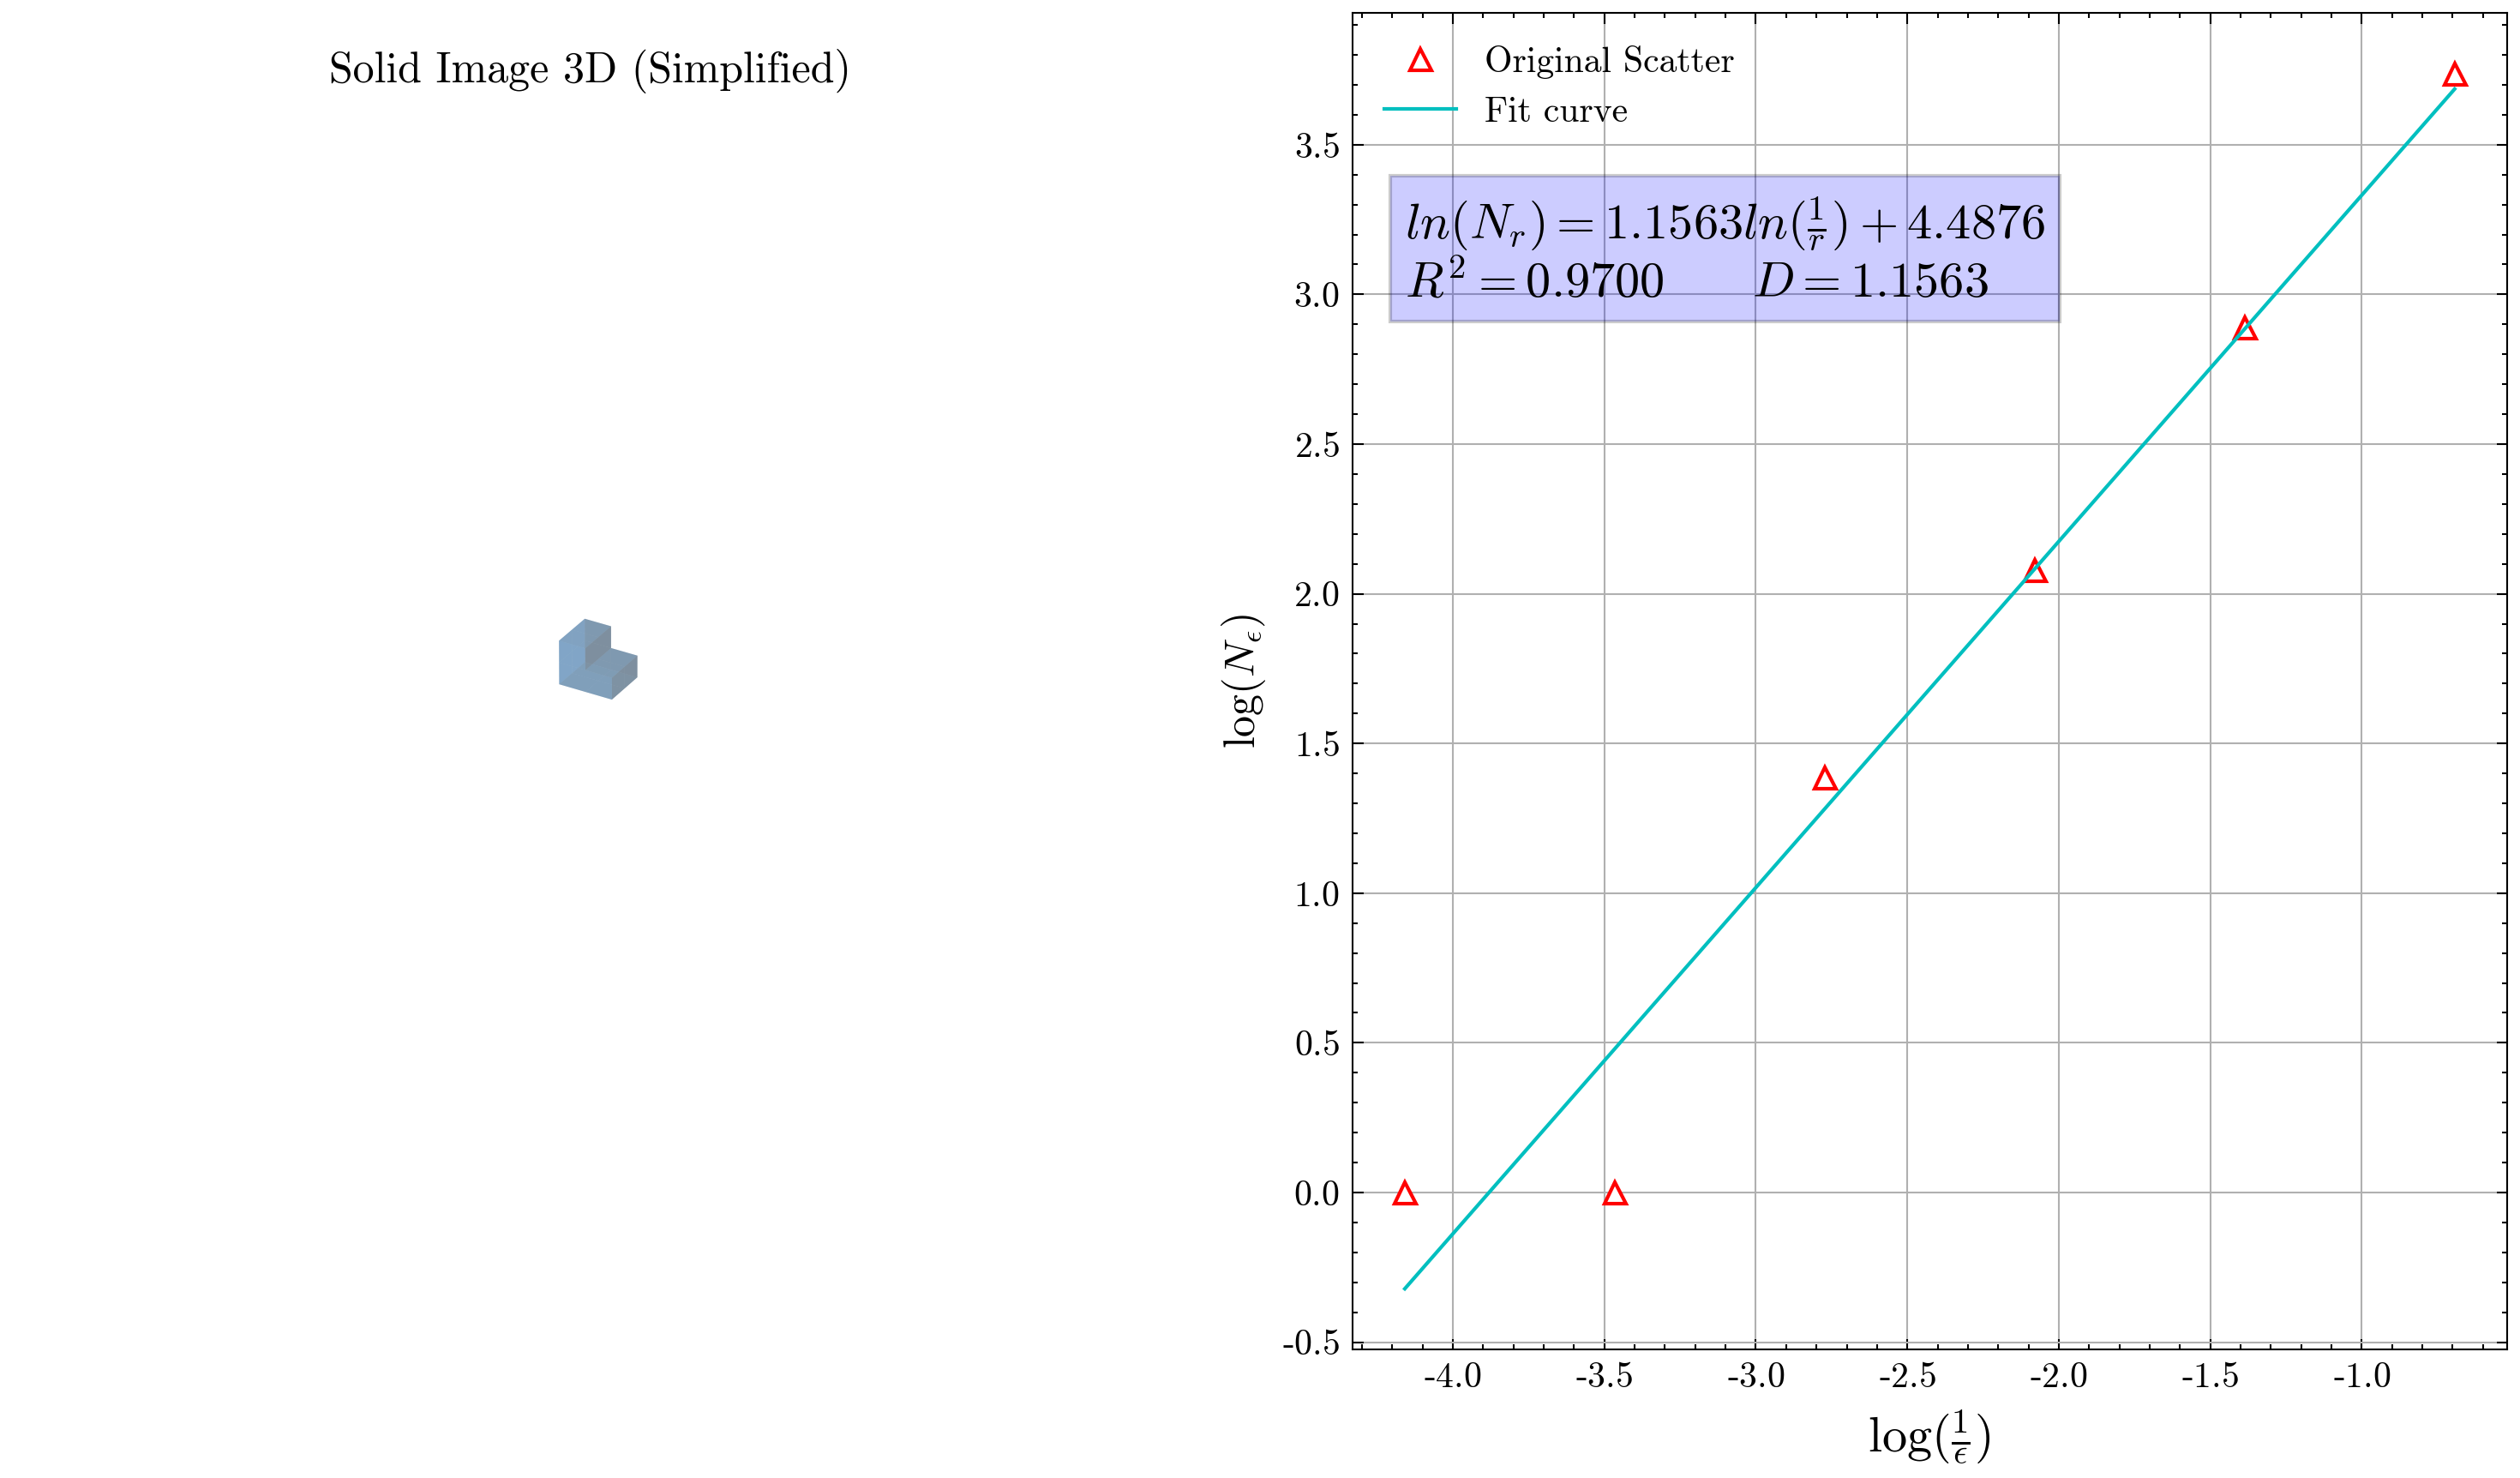 Solid Image 3D (Simplified)
Original Scatter
Fit curve
ln(N_r) = 1.1563ln(\frac{1}{r}) + 4.4876
R^2 = 0.9700 D = 1.1563
log(N_ϵ)
3.5
3.0
2.5
2.0
1.5
1.0
0.5
0.0
-0.5
-4.0 -3.5 -3.0 -2.5 -2.0 -1.5 -1.0
log(\frac{1}{ϵ})